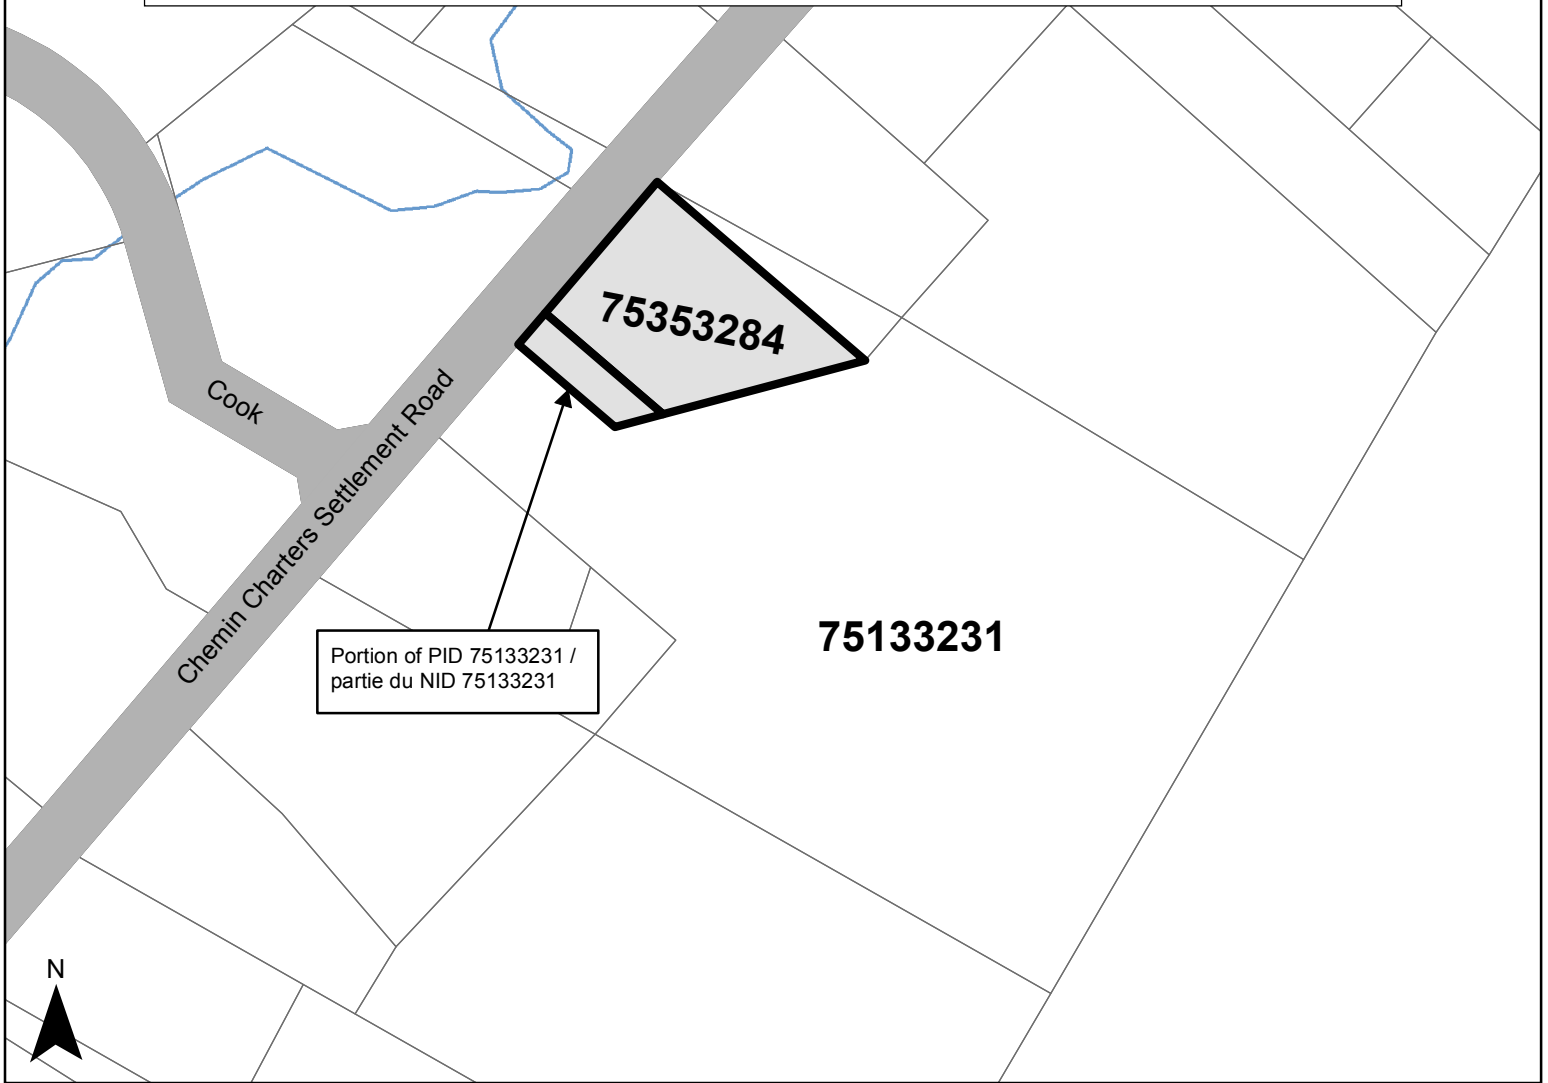 75353284
Cook
Chemin Charters Settlement Road
75133231
Portion of PID 75133231 /
partie du NID 75133231
N